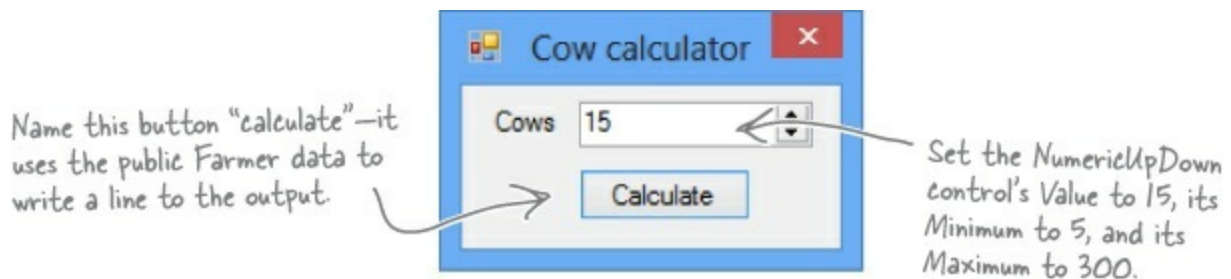 Cow calculator
Name this button “calculate”—it
uses the public Farmer data to
write a line to the output.
Cows 15
Calculate
Set the NumericUpDown
control's Value to 15, its
Minimum to 5, and its
Maximum to 300.